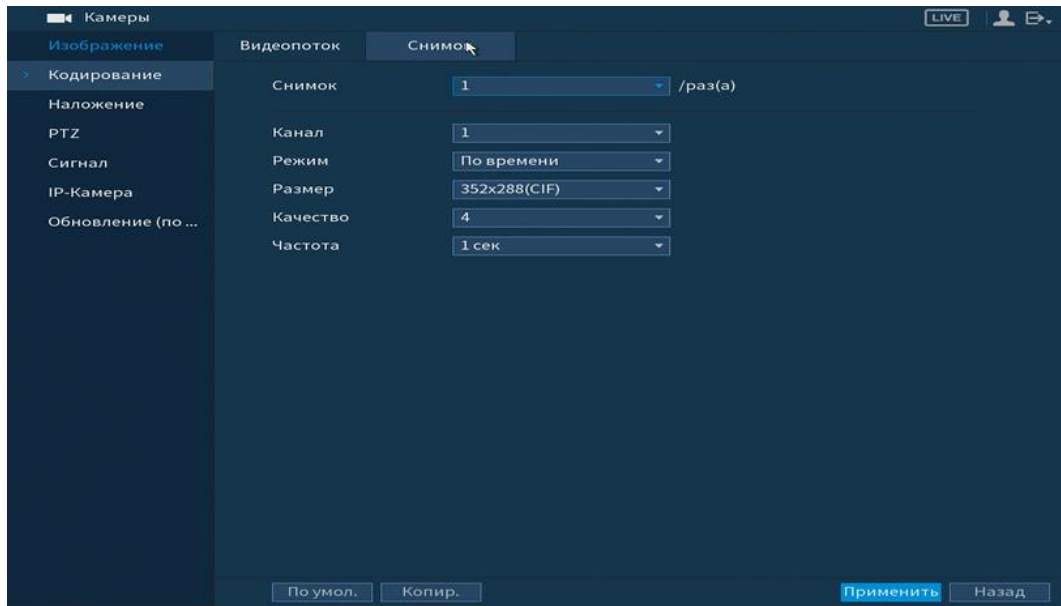 Камеры LIVE
Изображение Видеопоток Снимок
Кодирование
Снимок 1 /раз(а)
Наложение
PTZ Канал 1
Сигнал Режим По времени
IP-Камера Размер 352x288(CIF)
Обновление (по ... Качество 4
Частота 1 сек
По умол. Копир. Применить Назад